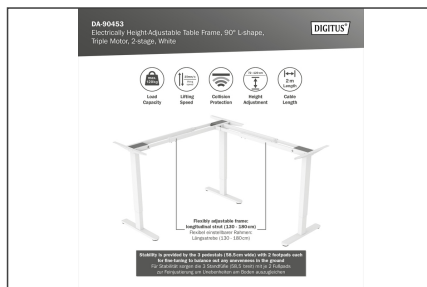 DA-90453
Electrically Height-Adjustable Table Frame, 90° L-shape,
Triple Motor, 2-stage, White
DIGITUS®
2 m
Length
Load
Capacity
Lifting
Speed
Collision
Protection
Height
Adjustment
Cable
Length
Flexibly adjustable frame:
longitudinal strut (130 - 180cm)
Flexibel einstellbarer Rahmen:
Längsstrebe (130 - 180cm)
Stability is provided by the 3 pedestals (58.5cm wide) with 2 footpads each
for fine-tuning to balance out any unevenness in the ground
Für Stabilität sorgen die 3 Standfüße (58,5 breit) mit je 2 Fußpads
zur Feinjustierung um Unebenheiten am Boden auszugleichen